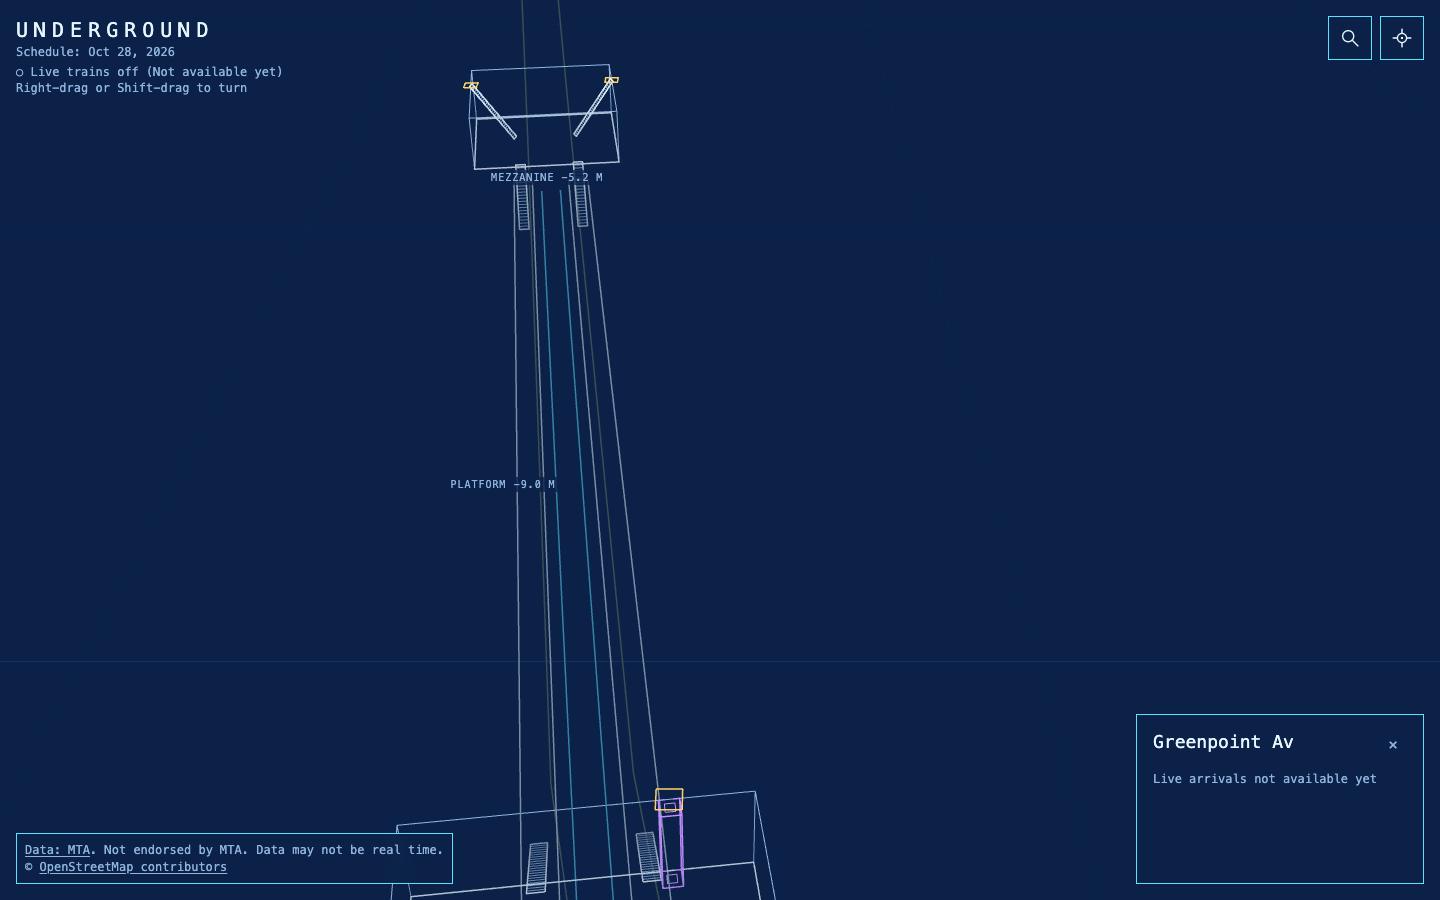 UNDERGROUND
Schedule: Oct 28, 2026
○ Live trains off (Not available yet)
Right-drag or Shift-drag to turn
MEZZANINE −5.2 M
PLATFORM −9.0 M
Greenpoint Av ×
Live arrivals not available yet
Data: MTA. Not endorsed by MTA. Data may not be real time.
© OpenStreetMap contributors